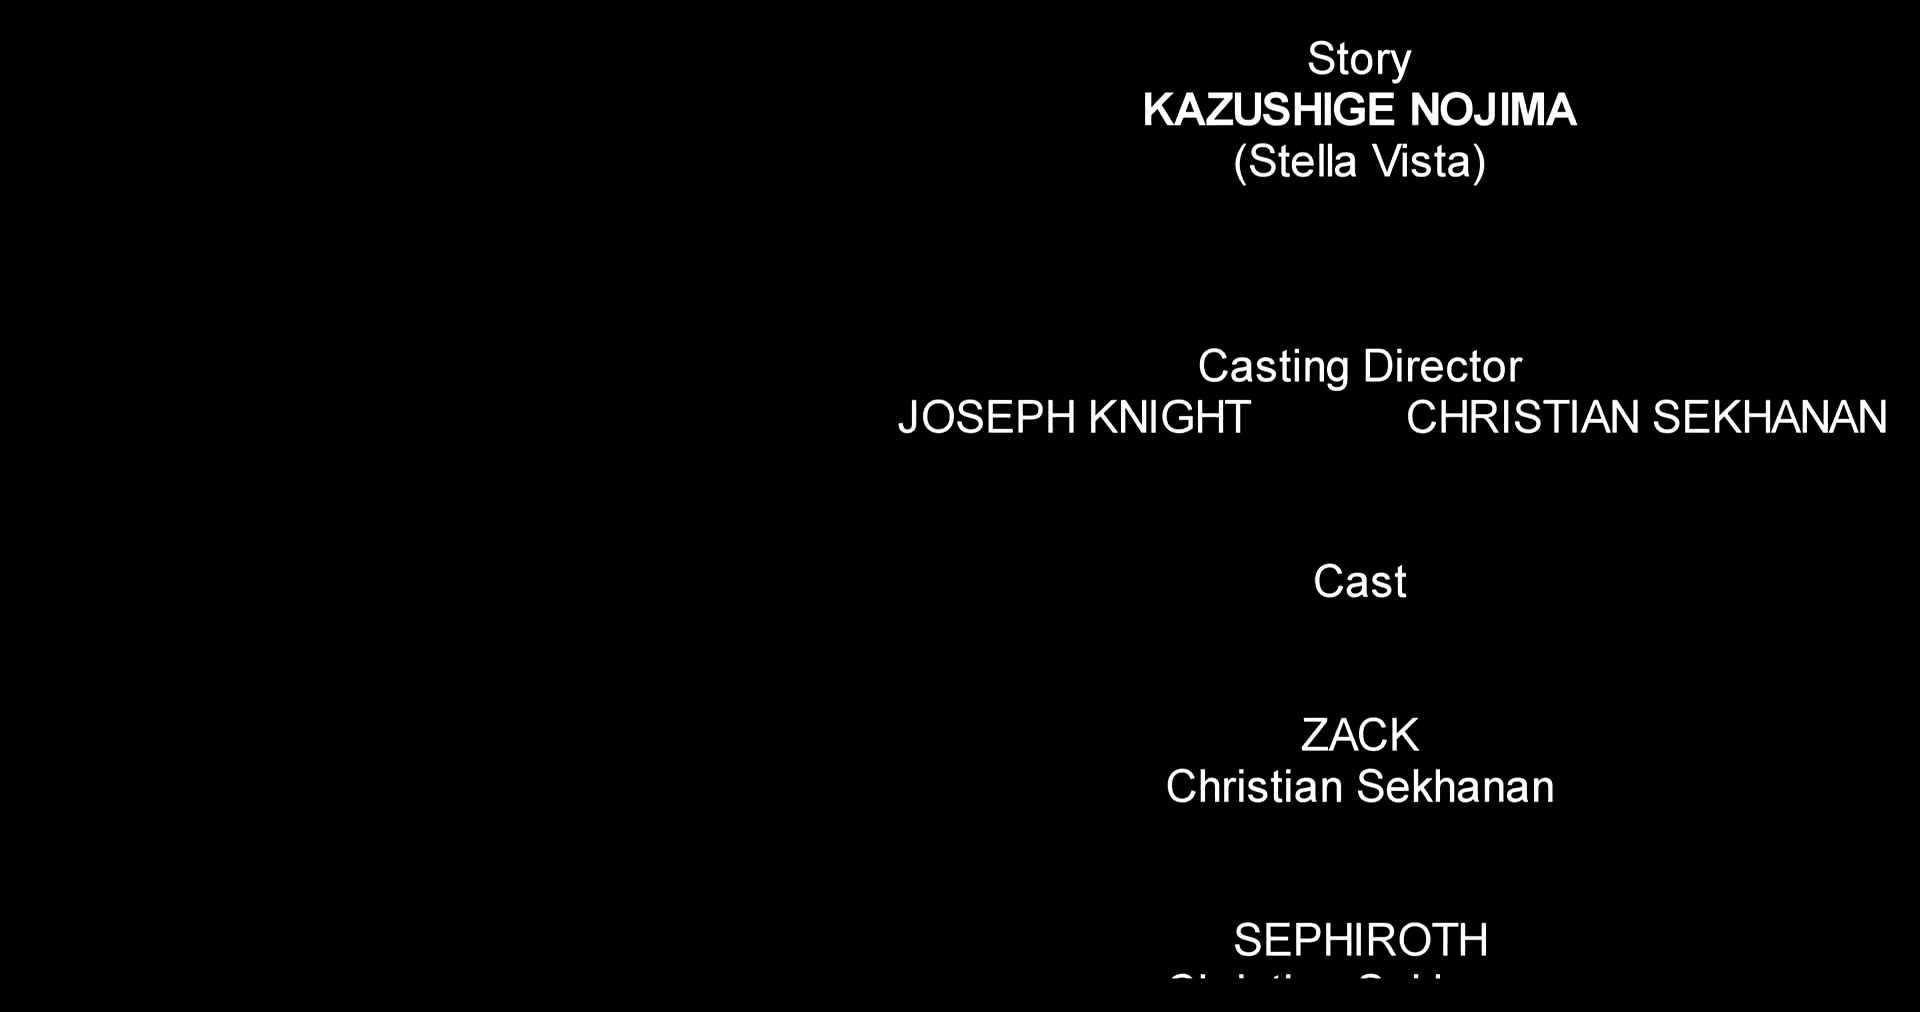 Story
KAZUSHIGE NOJIMA
(Stella Vista)
Casting Director
JOSEPH KNIGHT CHRISTIAN SEKHANAN
Cast
ZACK
Christian Sekhanan
SEPHIROTH